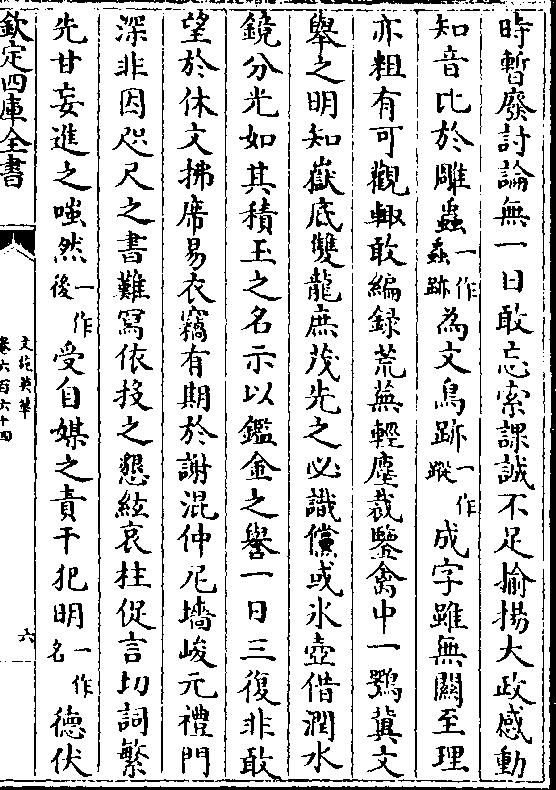 時暫廢討論無一日敢忘索課誠不足揄揚大政感動
知音比於雕蟲一作蟊跡為文鳥跡一作蹤成字雖無關至理
亦粗有可觀輙敢編録荒蕪輕塵裁鑒禽中一鶚冀文
舉之明知嶽底雙龍庶茂先之必識儻或氷壺借潤水
鏡分光如其積玉之名示以鑑金之譽一日三復非敢
望於休文拂席易衣竊有期於謝混仲尼墻峻元禮門
深非因咫尺之書難寫依投之懇絃哀柱促言切詞繁
先甘妄進之嗤然一作後受自媒之責干犯明一作名德伏
欽定四庫全書
文苑英華
卷六百六十四
六